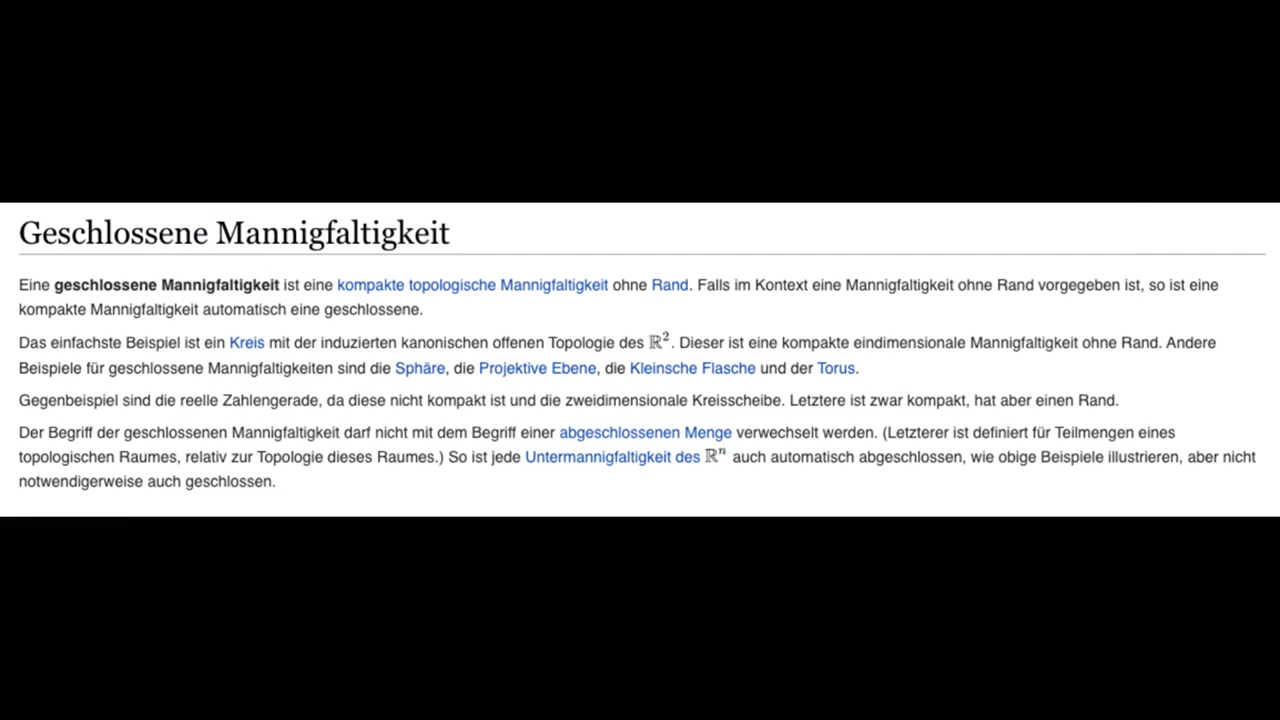 Geschlossene Mannigfaltigkeit
Eine geschlossene Mannigfaltigkeit ist eine kompakte topologische Mannigfaltigkeit ohne Rand. Falls im Kontext eine Mannigfaltigkeit ohne Rand vorgegeben ist, so ist eine
kompakte Mannigfaltigkeit automatisch eine geschlossene.
Das einfachste Beispiel ist ein Kreis mit der induzierten kanonischen offenen Topologie des ℝ². Dieser ist eine kompakte eindimensionale Mannigfaltigkeit ohne Rand. Andere
Beispiele für geschlossene Mannigfaltigkeiten sind die Sphäre, die Projektive Ebene, die Kleinsche Flasche und der Torus.
Gegenbeispiel sind die reelle Zahlengerade, da diese nicht kompakt ist und die zweidimensionale Kreisscheibe. Letztere ist zwar kompakt, hat aber einen Rand.
Der Begriff der geschlossenen Mannigfaltigkeit darf nicht mit dem Begriff einer abgeschlossenen Menge verwechselt werden. (Letzterer ist definiert für Teilmengen eines
topologischen Raumes, relativ zur Topologie dieses Raumes.) So ist jede Untermannigfaltigkeit des ℝⁿ auch automatisch abgeschlossen, wie obige Beispiele illustrieren, aber nicht
notwendigerweise auch geschlossen.